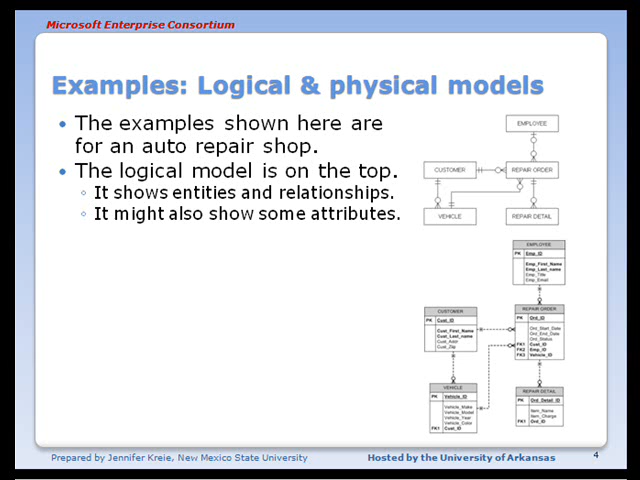 Microsoft Enterprise Consortium
Examples: Logical & physical models
• The examples shown here are
for an auto repair shop.
• The logical model is on the top.
◦ It shows entities and relationships.
◦ It might also show some attributes.
EMPLOYEE
CUSTOMER
REPAIR ORDER
VEHICLE
REPAIR DETAIL
EMPLOYEE
PK Emp_ID
Emp_First_Name
Emp_Last_name
Emp_Title
Emp_Email
CUSTOMER
PK Cust_ID
Cust_First_Name
Cust_Last_name
Cust_Addr
Cust_Zip
REPAIR ORDER
PK Ord_ID
Ord_Start_Date
Ord_End_Date
Ord_Status
FK1 Cust_ID
FK2 Emp_ID
FK3 Vehicle_ID
VEHICLE
PK Vehicle_ID
Vehicle_Make
Vehicle_Model
Vehicle_Year
Vehicle_Color
FK1 Cust_ID
REPAIR DETAIL
PK Ord_Detail_ID
Item_Name
Item_Charge
FK1 Ord_ID
Prepared by Jennifer Kreie, New Mexico State University
Hosted by the University of Arkansas
4